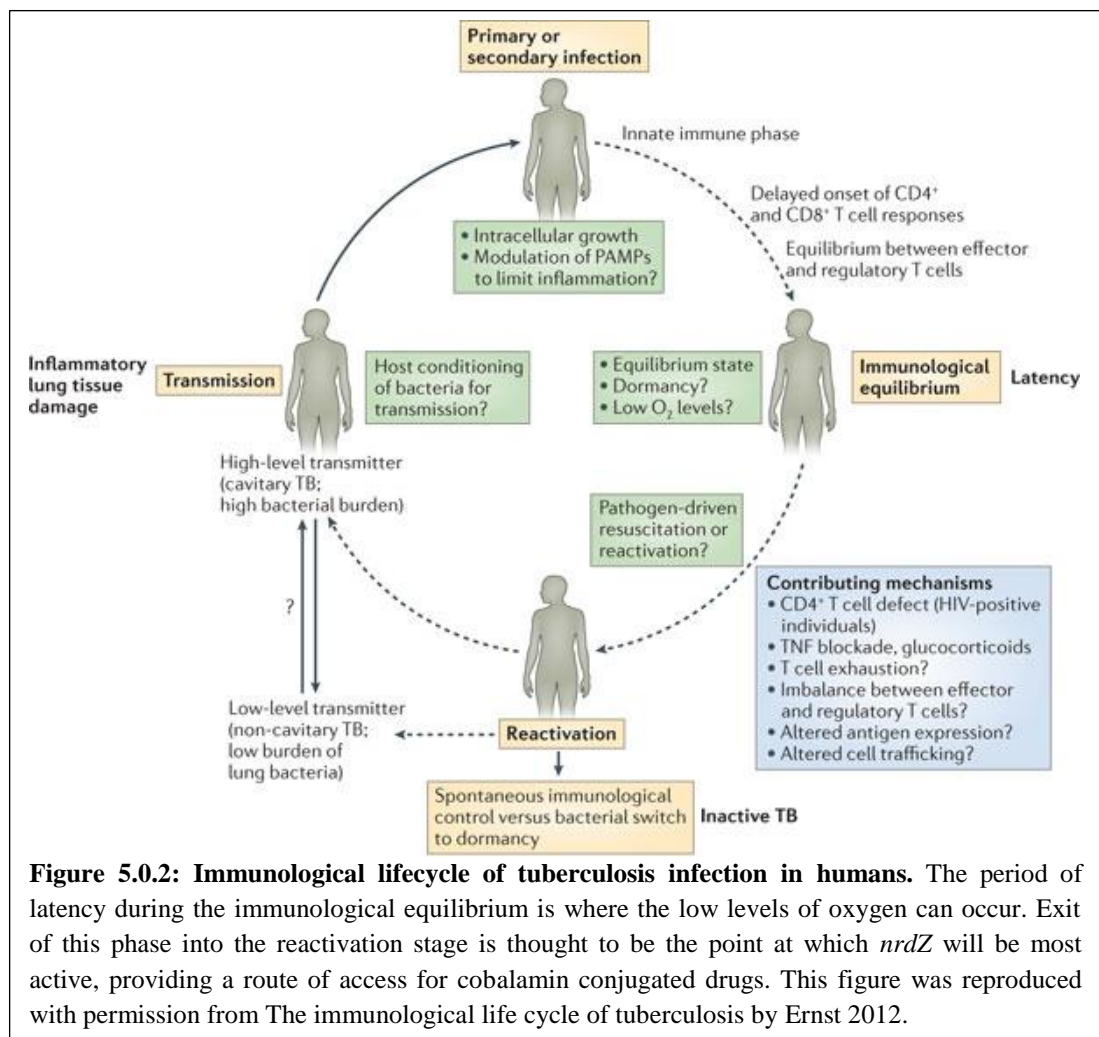 Primary or
secondary infection
Innate immune phase
Delayed onset of CD4⁺
and CD8⁺ T cell responses
Equilibrium between effector
and regulatory T cells
• Intracellular growth
• Modulation of PAMPs
to limit inflammation?
Inflammatory
lung tissue
damage
Transmission
Host conditioning
of bacteria for
transmission?
• Equilibrium state
• Dormancy?
• Low O₂ levels?
Immunological
equilibrium
Latency
High-level transmitter
(cavitary TB;
high bacterial burden)
Pathogen-driven
resuscitation or
reactivation?
Contributing mechanisms
• CD4⁺ T cell defect (HIV-positive
individuals)
• TNF blockade, glucocorticoids
• T cell exhaustion?
• Imbalance between effector
and regulatory T cells?
• Altered antigen expression?
• Altered cell trafficking?
?
Low-level transmitter
(non-cavitary TB;
low burden of
lung bacteria)
Reactivation
Spontaneous immunological
control versus bacterial switch
to dormancy
Inactive TB
Figure 5.0.2: Immunological lifecycle of tuberculosis infection in humans. The period of
latency during the immunological equilibrium is where the low levels of oxygen can occur. Exit
of this phase into the reactivation stage is thought to be the point at which nrdZ will be most
active, providing a route of access for cobalamin conjugated drugs. This figure was reproduced
with permission from The immunological life cycle of tuberculosis by Ernst 2012.